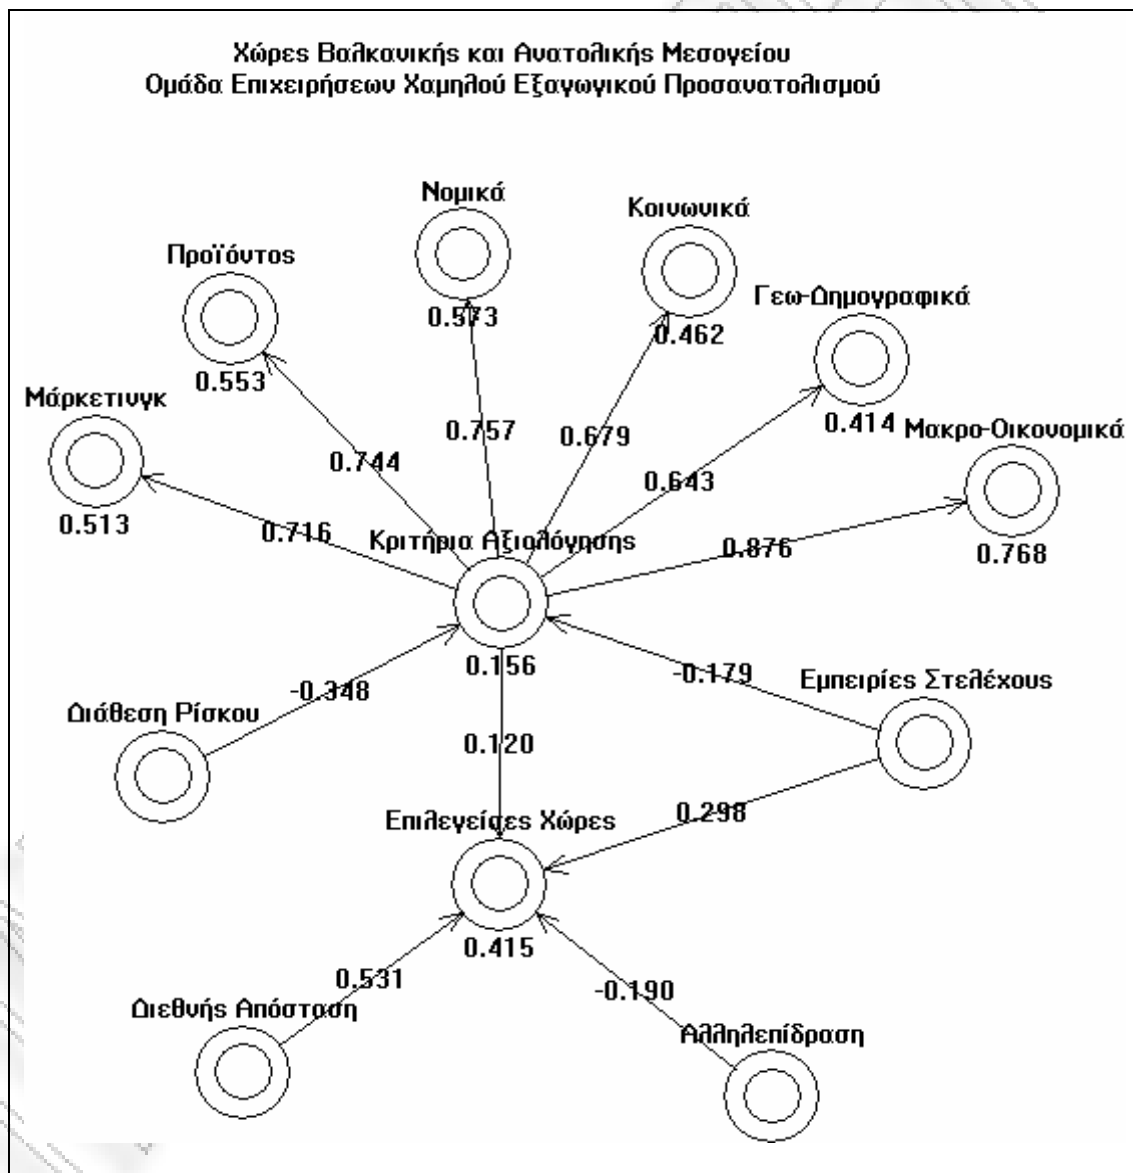 Χώρες Βαλκανικής και Ανατολικής Μεσογείου
Ομάδα Επιχειρήσεων Χαμηλού Εξαγωγικού Προσανατολισμού
Νομικά
Κοινωνικά
Προϊόντος
Γεω-Δημογραφικά
0.573
0.462
0.553
Μάρκετινγκ
0.414
Μακρο-Οικονομικά
0.757
0.679
0.744
0.643
0.513
0.716
Κριτήρια Αξιολόγησης
0.876
0.768
0.156
-0.348
-0.179
Εμπειρίες Στελέχους
Διάθεση Ρίσκου
0.120
Επιλεγείσες Χώρες
0.298
0.415
0.531
-0.190
Διεθνής Απόσταση
Αλληλεπίδραση